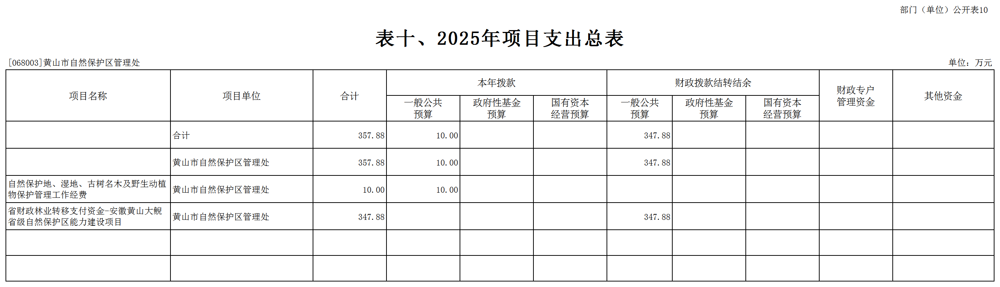 部门（单位）公开表10
表十、2025年项目支出总表
[068003]黄山市自然保护区管理处 单位：万元
项目名称 项目单位 合计 本年拨款 财政拨款结转结余 财政专户管理资金 其他资金
一般公共预算 政府性基金预算 国有资本经营预算 一般公共预算 政府性基金预算 国有资本经营预算
合计 357.88 10.00 347.88
黄山市自然保护区管理处 357.88 10.00 347.88
自然保护地、湿地、古树名木及野生动植物保护管理工作经费 黄山市自然保护区管理处 10.00 10.00
省财政林业转移支付资金-安徽黄山大鲵省级自然保护区能力建设项目 黄山市自然保护区管理处 347.88 347.88